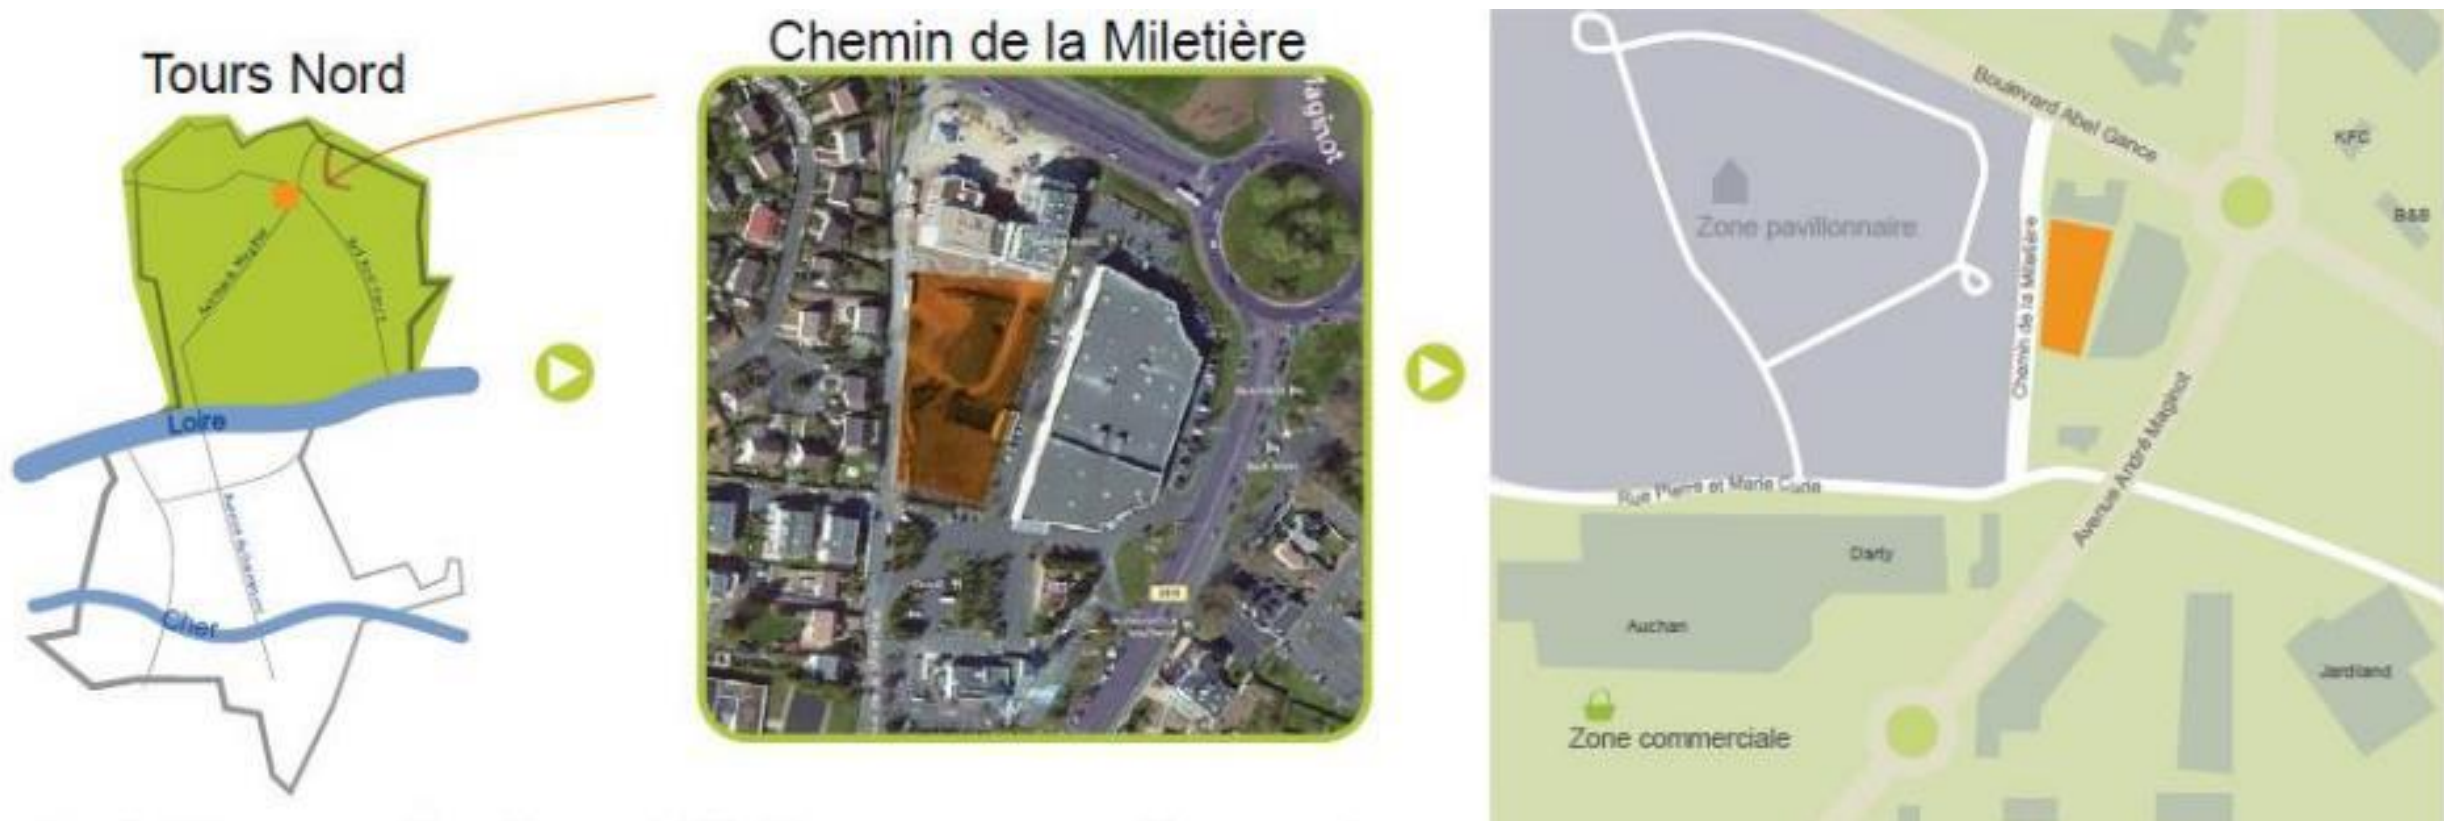 Tours Nord
Loire
Cher
Chemin de la Miletière
Maginot
Boulevard Abel Gance
KFC
B&B
Zone pavillonnaire
Chemin de la Miletière
Avenue André Maginot
Rue Pierre et Marie Curie
Darty
Auchan
Jardiland
Zone commerciale